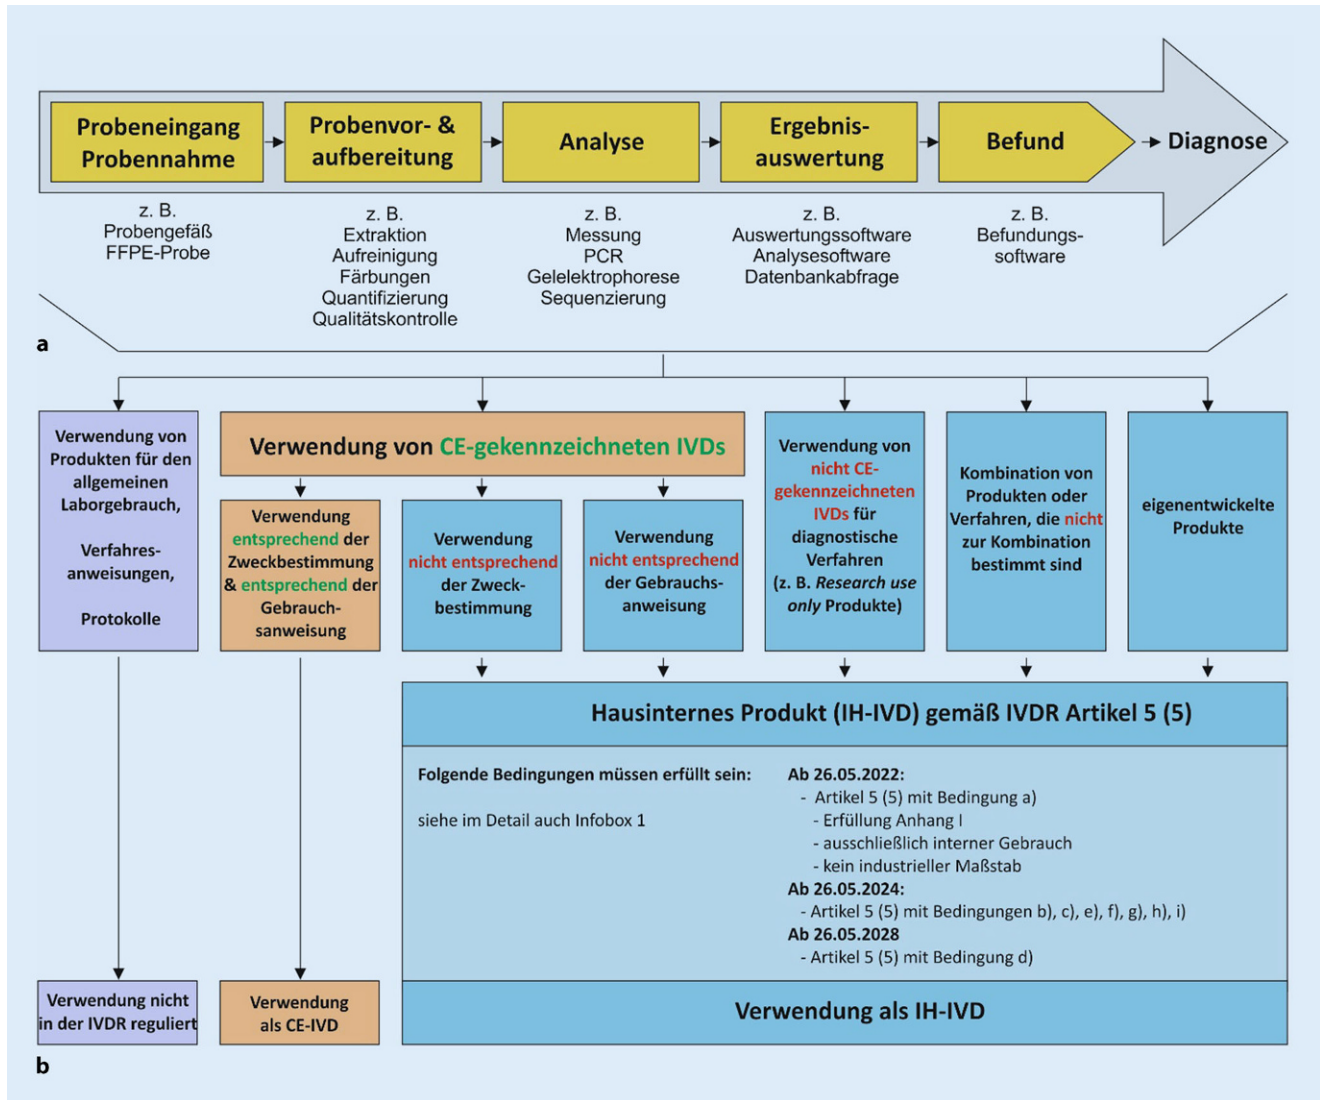 Probeneingang
Probennahme
Probenvor- &
aufbereitung
Analyse
Ergebnis-
auswertung
Befund
Diagnose
z. B.
Probengefäß
FFPE-Probe
z. B.
Extraktion
Aufreinigung
Färbungen
Quantifizierung
Qualitätskontrolle
z. B.
Messung
PCR
Gelelektrophorese
Sequenzierung
z. B.
Auswertungssoftware
Analysesoftware
Datenbankabfrage
z. B.
Befundungs-
software
a
Verwendung von
Produkten für den
allgemeinen
Laborgebrauch,
Verfahres-
anweisungen,
Protokolle
Verwendung von CE-gekennzeichneten IVDs
Verwendung
entsprechend der
Zweckbestimmung
& entsprechend der
Gebrauch-
sanweisung
Verwendung
nicht entsprechend
der Zweck-
bestimmung
Verwendung
nicht entsprechend
der Gebrauchs-
anweisung
Verwendung von
nicht CE-
gekennzeichneten
IVDs für
diagnostische
Verfahren
(z. B. Research use
only Produkte)
Kombination von
Produkten oder
Verfahren, die nicht
zur Kombination
bestimmt sind
eigenentwickelte
Produkte
Hausinternes Produkt (IH-IVD) gemäß IVDR Artikel 5 (5)
Folgende Bedingungen müssen erfüllt sein:
siehe im Detail auch Infobox 1
Ab 26.05.2022:
- Artikel 5 (5) mit Bedingung a)
- Erfüllung Anhang I
- ausschließlich interner Gebrauch
- kein industrieller Maßstab
Ab 26.05.2024:
- Artikel 5 (5) mit Bedingungen b), c), e), f), g), h), i)
Ab 26.05.2028
- Artikel 5 (5) mit Bedingung d)
Verwendung nicht
in der IVDR reguliert
Verwendung
als CE-IVD
Verwendung als IH-IVD
b